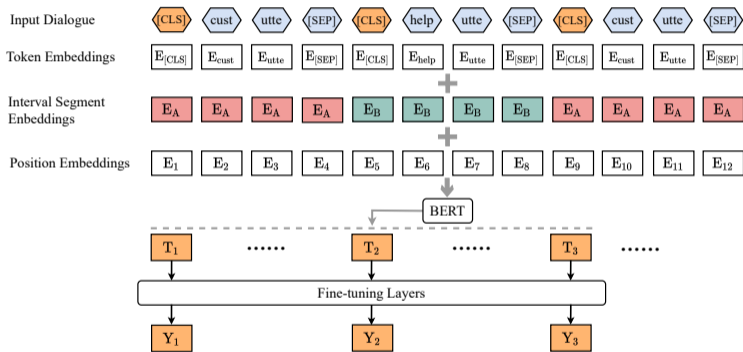 Input Dialogue [CLS] cust utte [SEP] [CLS] help utte [SEP] [CLS] cust utte [SEP]
Token Embeddings E[CLS] Ecust Eutte E[SEP] E[CLS] Ehelp Eutte E[SEP] E[CLS] Ecust Eutte E[SEP]
+
Interval Segment
Embeddings EA EA EA EA EB EB EB EB EA EA EA EA
+
Position Embeddings E1 E2 E3 E4 E5 E6 E7 E8 E9 E10 E11 E12
BERT
T1 ······ T2 ······ T3 ······
Fine-tuning Layers
Y1 Y2 Y3